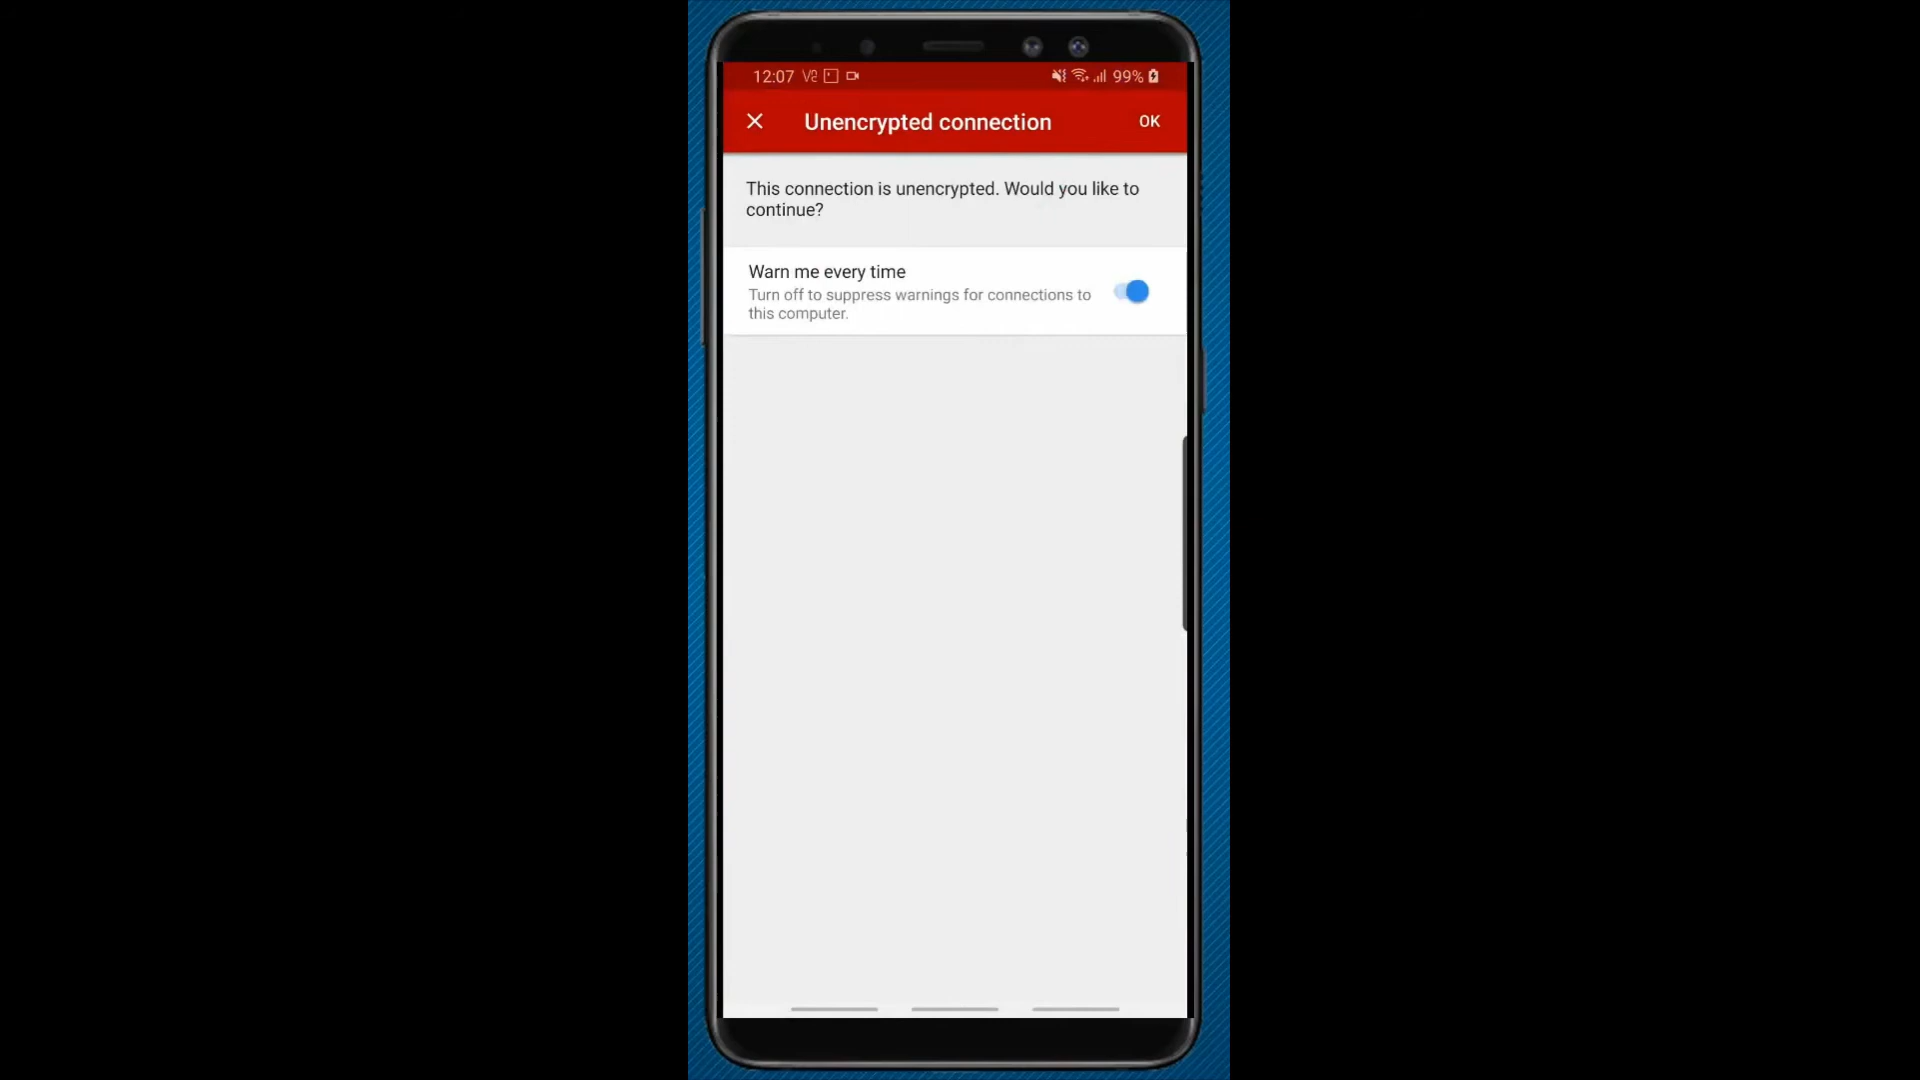 12:07 99%
Unencrypted connection OK
This connection is unencrypted. Would you like to
continue?
Warn me every time
Turn off to suppress warnings for connections to
this computer.